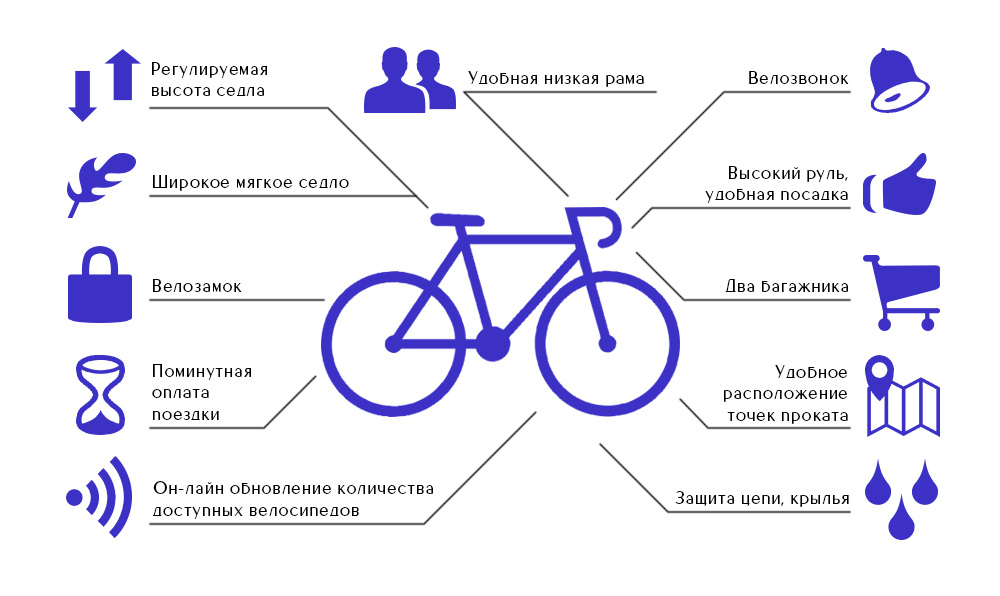 Регулируемая
высота седла
Удобная низкая рама
Велозвонок
Широкое мягкое седло
Высокий руль,
удобная посадка
Велозамок
Два багажника
Поминутная
оплата
поездки
Удобное
расположение
точек проката
Он-лайн обновление количества
доступных велосипедов
Защита цепи, крылья